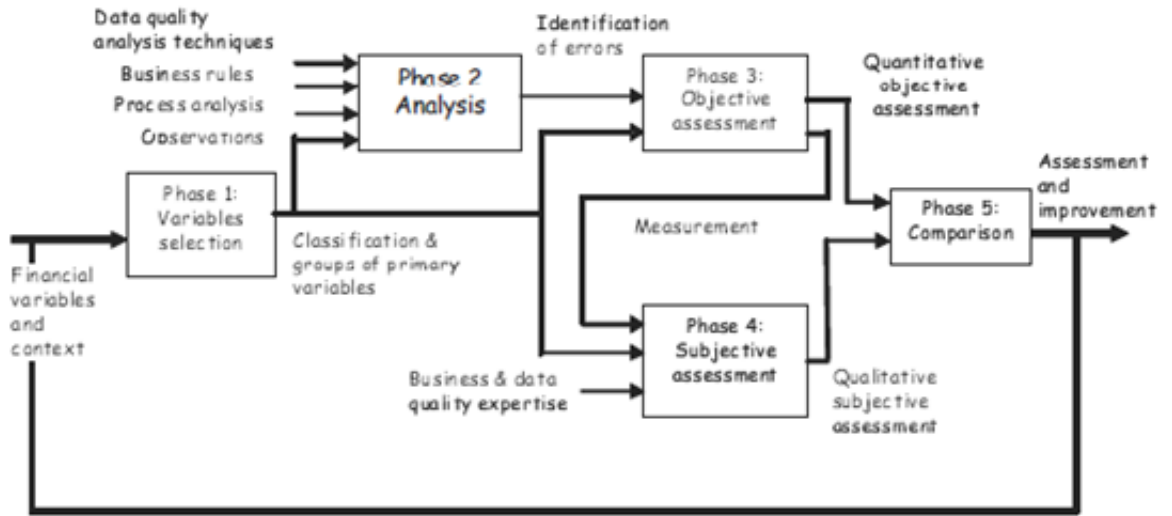 Data quality
analysis techniques
Business rules
Process analysis
Observations
Phase 2
Analysis
Identification
of errors
Phase 3:
Objective
assessment
Quantitative
objective
assessment
Phase 1:
Variables
selection
Financial
variables
and
context
Classification &
groups of primary
variables
Measurement
Phase 5:
Comparison
Assessment
and
improvement
Phase 4:
Subjective
assessment
Business & data
quality expertise
Qualitative
subjective
assessment